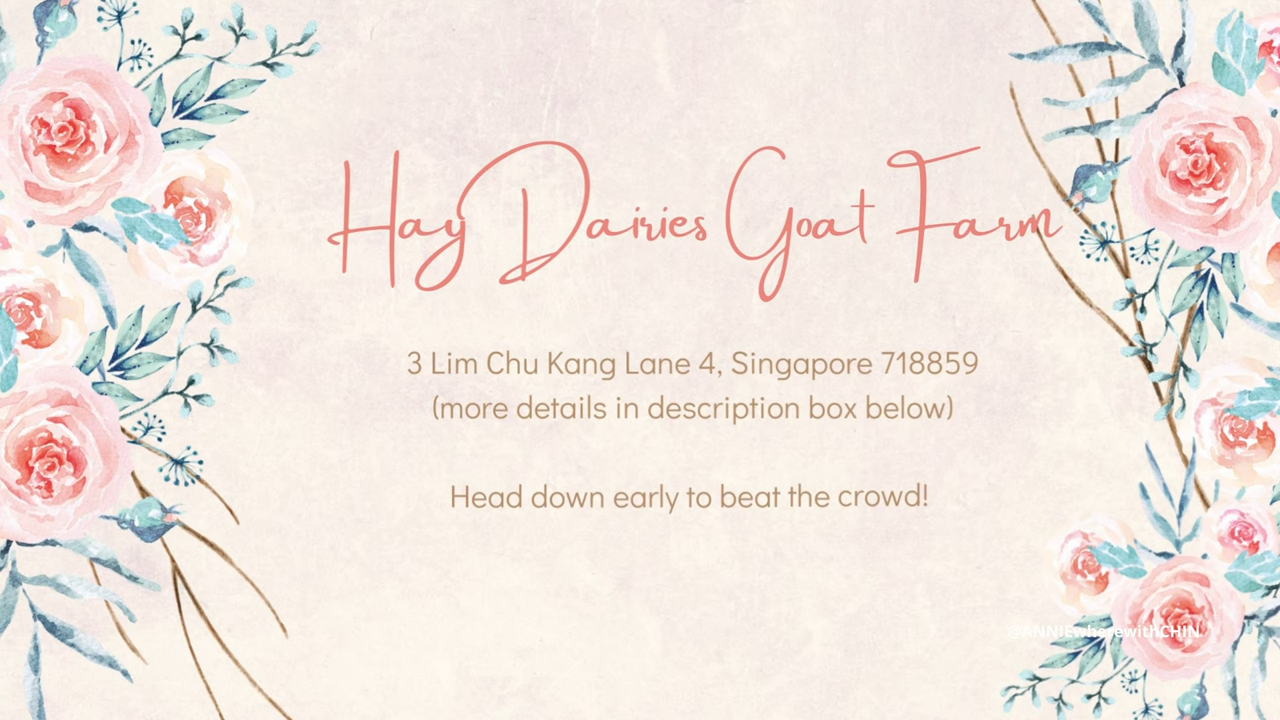 Hay Dairies Goat Farm
3 Lim Chu Kang Lane 4, Singapore 718859
(more details in description box below)
Head down early to beat the crowd!
@ANNIEwherewithCHIN